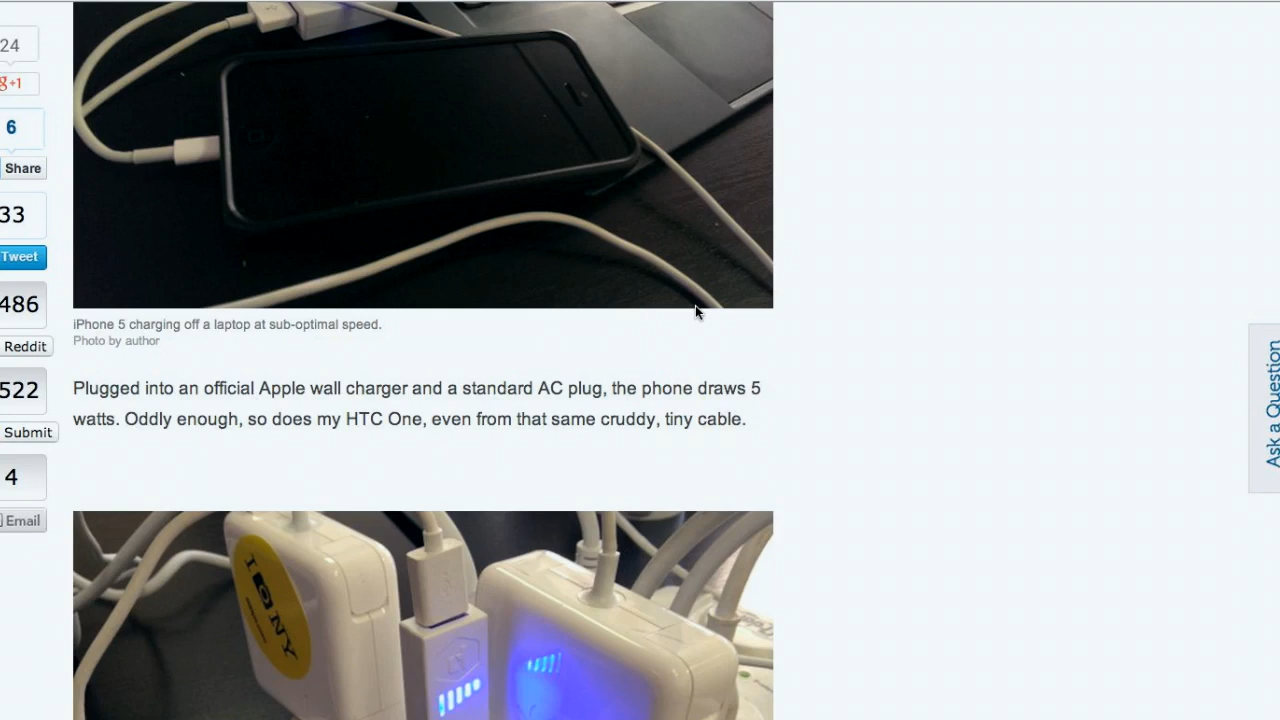 24
g+1
6
Share
33
Tweet
486
Reddit
522
Submit
4
Email
iPhone 5 charging off a laptop at sub-optimal speed.
Photo by author
Plugged into an official Apple wall charger and a standard AC plug, the phone draws 5
watts. Oddly enough, so does my HTC One, even from that same cruddy, tiny cable.
I
NY
Ask a Question